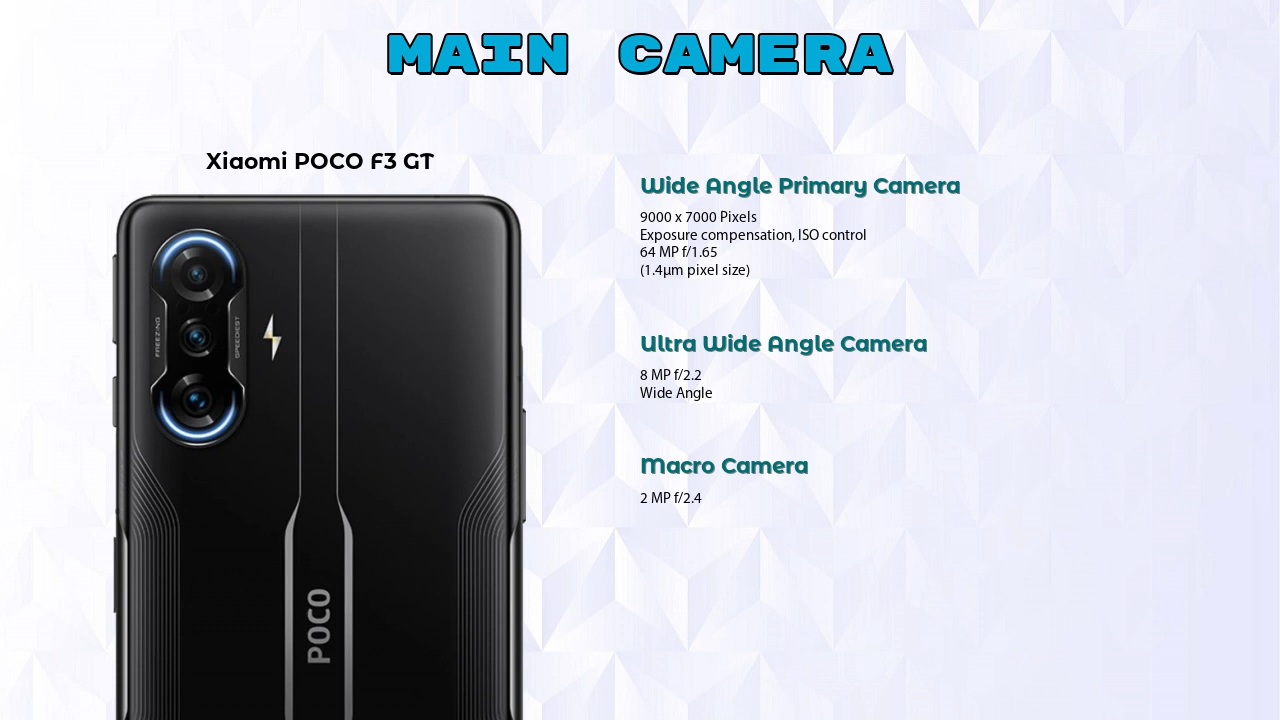 MAIN CAMERA
Xiaomi POCO F3 GT
Wide Angle Primary Camera
9000 x 7000 Pixels
Exposure compensation, ISO control
64 MP f/1.65
(1.4μm pixel size)
Ultra Wide Angle Camera
8 MP f/2.2
Wide Angle
Macro Camera
2 MP f/2.4
FREEZING
SPEEDIEST
POCO